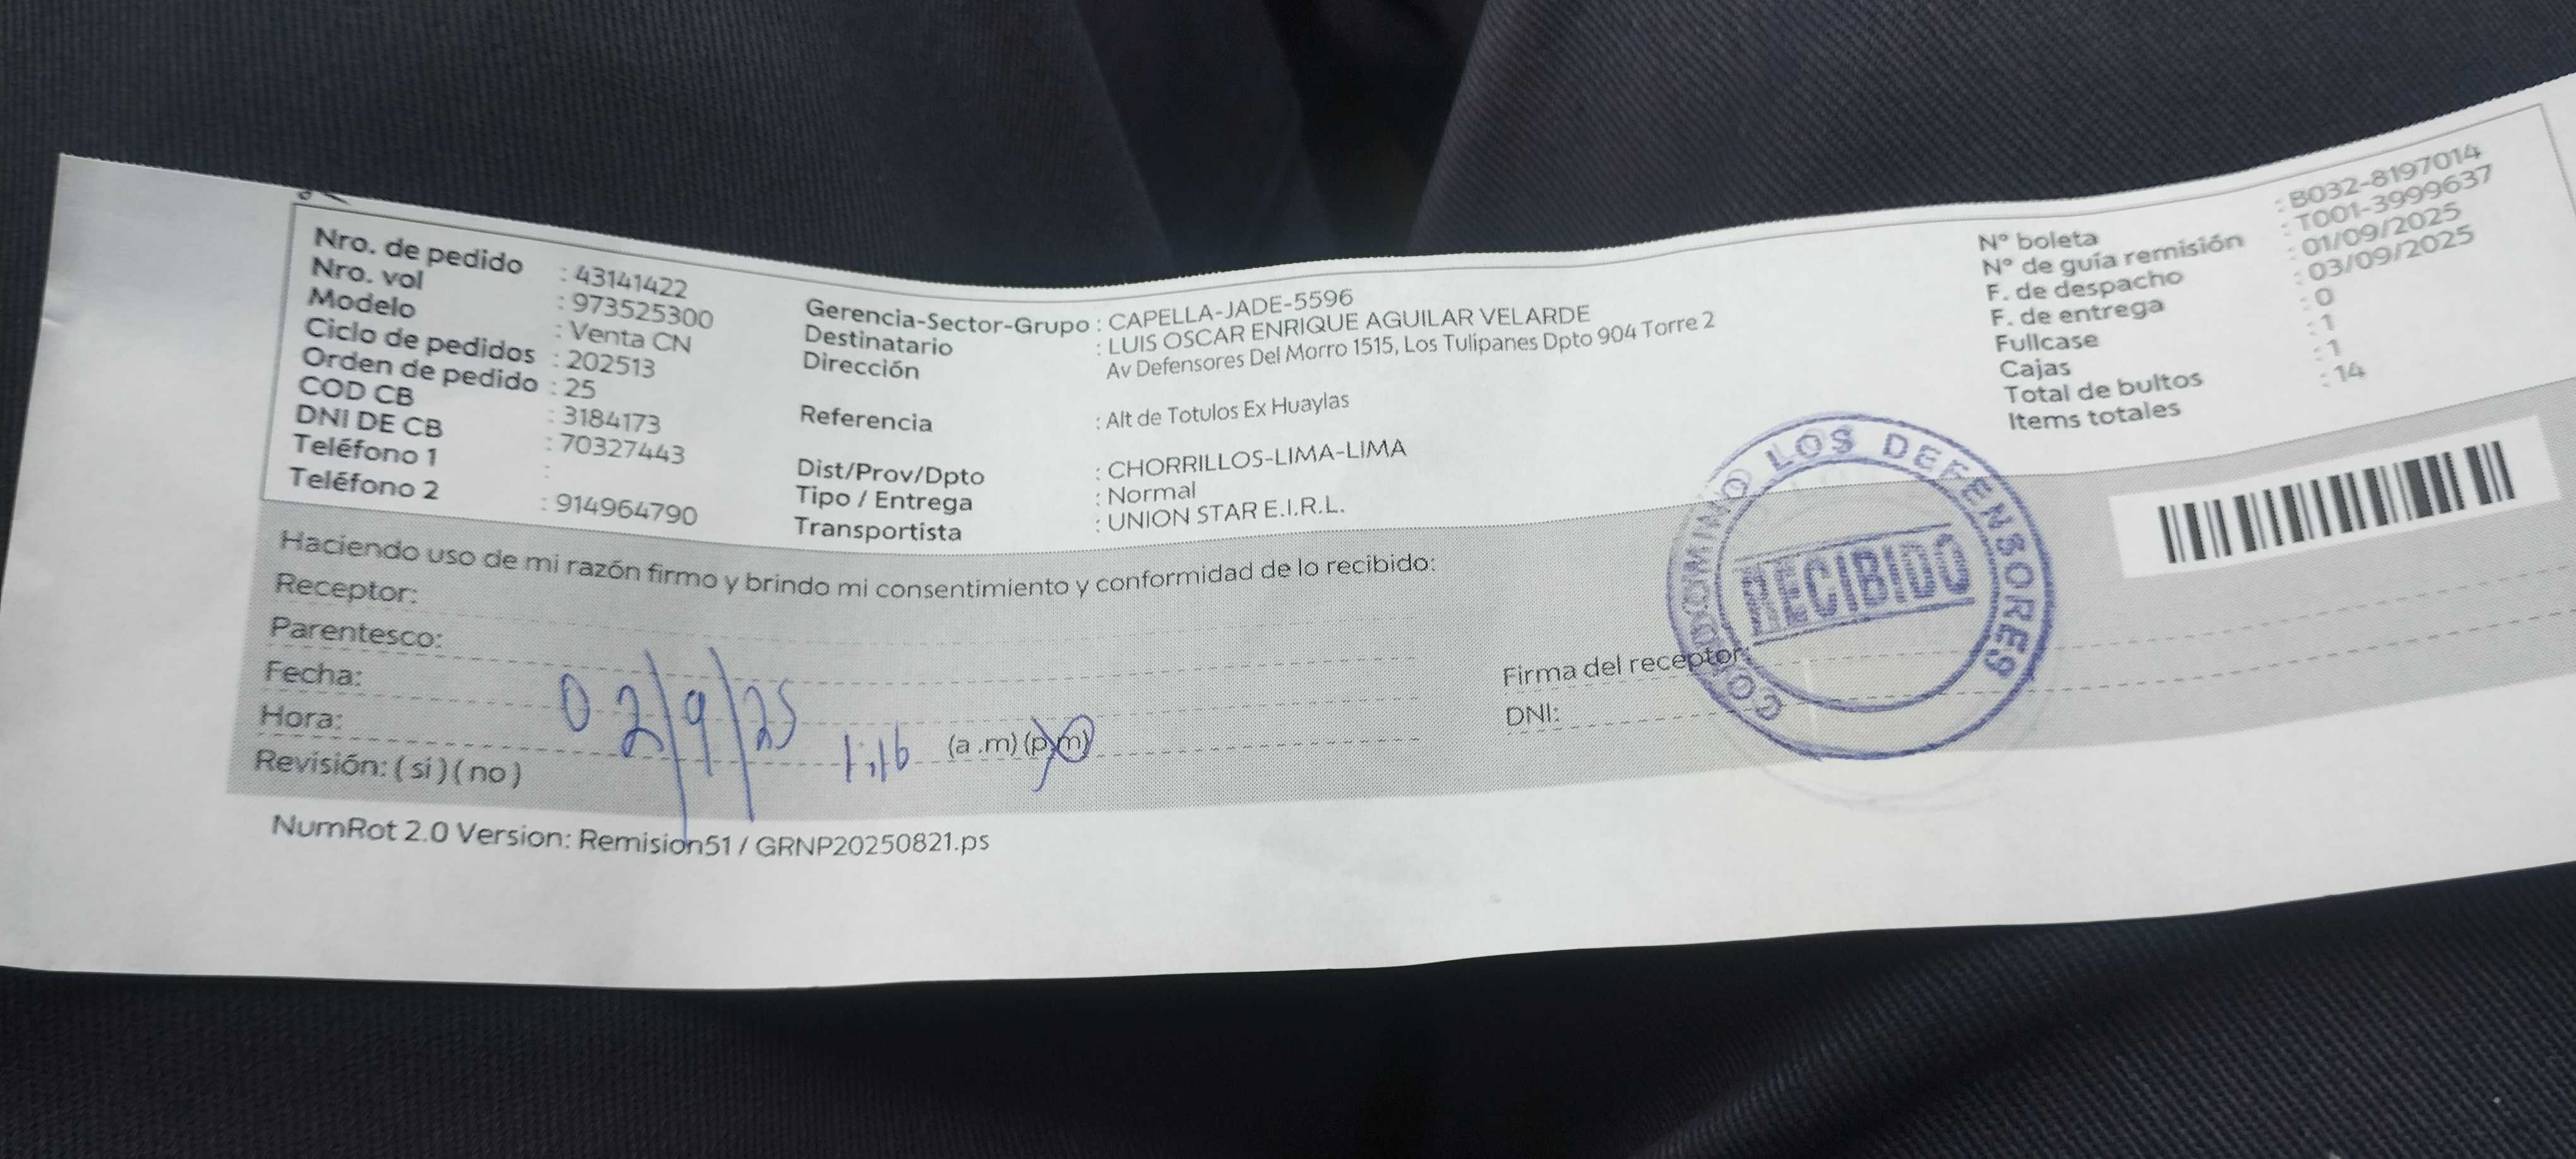 Nro. de pedido : 43141422
Nro. vol : 973525300
Modelo : Venta CN
Ciclo de pedidos : 202513
Orden de pedido : 25
COD CB : 3184173
DNI DE CB : 70327443
Teléfono 1 :
Teléfono 2 : 914964790
Gerencia-Sector-Grupo : CAPELLA-JADE-5596
Destinatario : LUIS OSCAR ENRIQUE AGUILAR VELARDE
Dirección Av Defensores Del Morro 1515, Los Tulipanes Dpto 904 Torre 2
Referencia : Alt de Totulos Ex Huaylas
Dist/Prov/Dpto : CHORRILLOS-LIMA-LIMA
Tipo / Entrega : Normal
Transportista : UNION STAR E.I.R.L.
N° boleta : B032-8197014
N° de guía remisión : T001-3999637
F. de despacho : 01/09/2025
F. de entrega : 03/09/2025
Fullcase : 0
Cajas : 1
Total de bultos : 1
Items totales : 14
Haciendo uso de mi razón firmo y brindo mi consentimiento y conformidad de lo recibido:
Receptor:
Parentesco:
Fecha: 02/9/25
Hora: 1:16 (a .m) (p.m)
Revisión: ( si ) ( no )
Firma del receptor:
DNI:
CONDOMINIO LOS DEFENSORES
RECIBIDO
NumRot 2.0 Version: Remision51 / GRNP20250821.ps